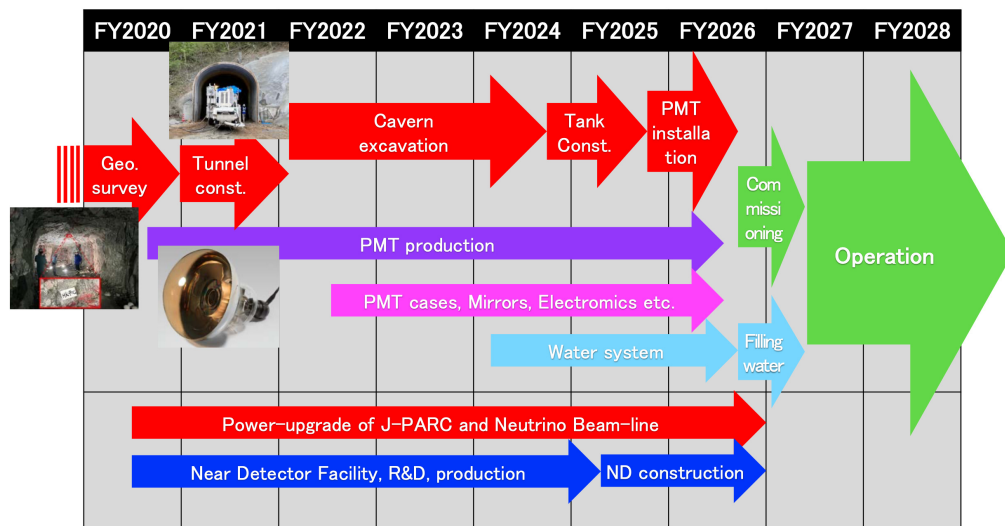 FY2020 FY2021 FY2022 FY2023 FY2024 FY2025 FY2026 FY2027 FY2028
Geo.
survey
Tunnel
const.
Cavern
excavation
Tank
Const.
PMT
installa
tion
Com
missi
oning
Operation
PMT production
PMT cases, Mirrors, Electromics etc.
Water system
Filling
water
Power-upgrade of J-PARC and Neutrino Beam-line
Near Detector Facility, R&D, production
ND construction